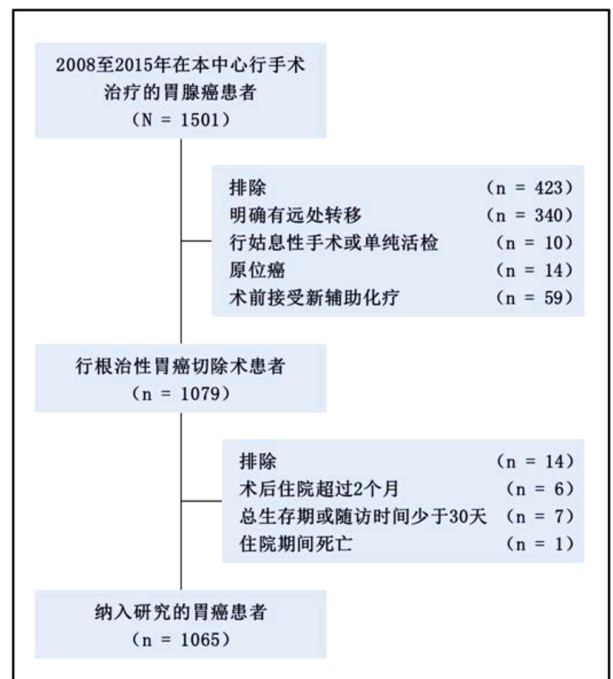 2008至2015年在本中心行手术
治疗的胃腺癌患者
(N = 1501)
排除 (n = 423)
明确有远处转移 (n = 340)
行姑息性手术或单纯活检 (n = 10)
原位癌 (n = 14)
术前接受新辅助化疗 (n = 59)
行根治性胃癌切除术患者
(n = 1079)
排除 (n = 14)
术后住院超过2个月 (n = 6)
总生存期或随访时间少于30天 (n = 7)
住院期间死亡 (n = 1)
纳入研究的胃癌患者
(n = 1065)